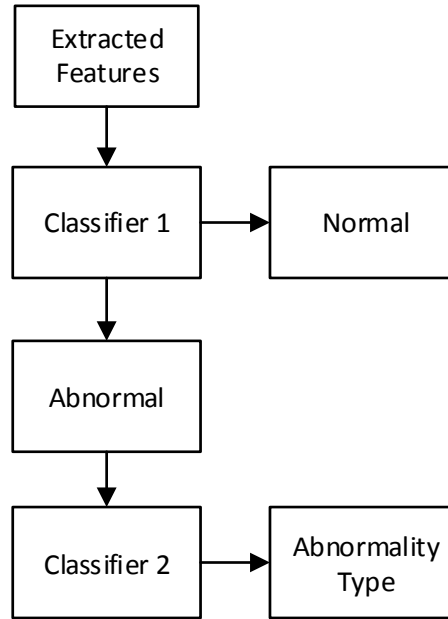 Extracted
Features
Classifier 1
Normal
Abnormal
Classifier 2
Abnormality
Type